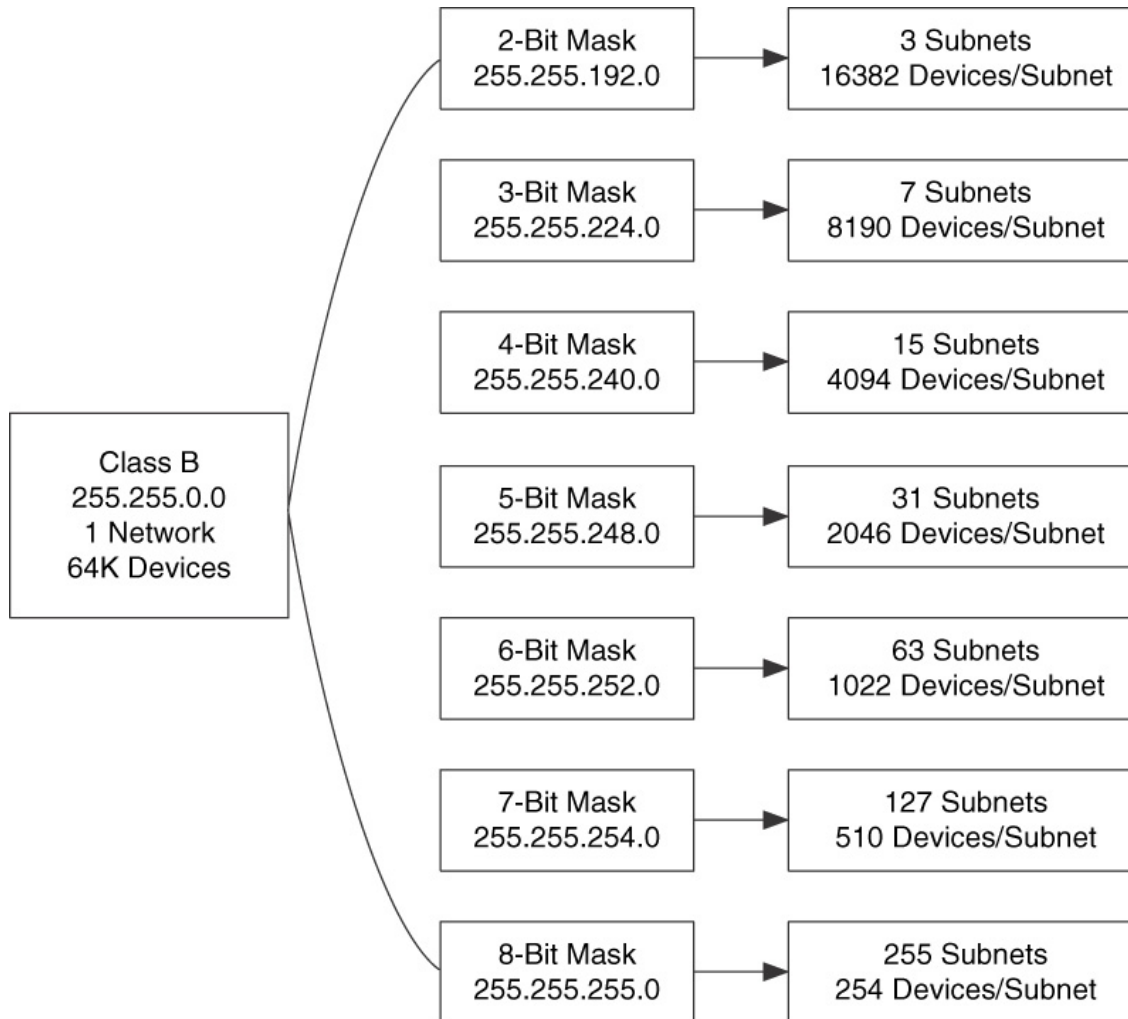 2-Bit Mask
255.255.192.0
3 Subnets
16382 Devices/Subnet
3-Bit Mask
255.255.224.0
7 Subnets
8190 Devices/Subnet
4-Bit Mask
255.255.240.0
15 Subnets
4094 Devices/Subnet
Class B
255.255.0.0
1 Network
64K Devices
5-Bit Mask
255.255.248.0
31 Subnets
2046 Devices/Subnet
6-Bit Mask
255.255.252.0
63 Subnets
1022 Devices/Subnet
7-Bit Mask
255.255.254.0
127 Subnets
510 Devices/Subnet
8-Bit Mask
255.255.255.0
255 Subnets
254 Devices/Subnet